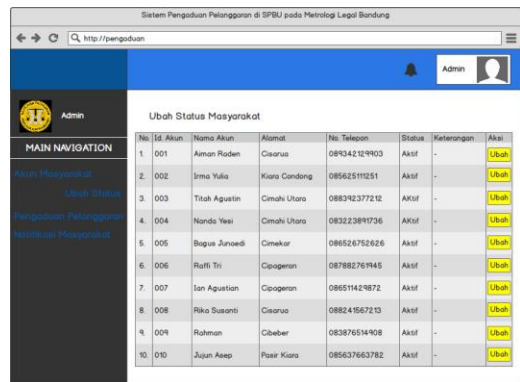 Sistem Pengaduan Pelanggaran di SPBU pada Metrologi Legal Bandung
http://pengaduan
Admin
Admin
MAIN NAVIGATION
Akun Masyarakat
Ubah Status
Pengaduan Pelanggaran
Notifikasi Masyarakat
Ubah Status Masyarakat
No. Id. Akun Nama Akun Alamat No. Telepon Status Keterangan Aksi
1. 001 Aiman Raden Cisarua 089342129903 Aktif - Ubah
2. 002 Irma Yulia Kiara Condong 085625111251 Aktif - Ubah
3. 003 Titah Agustin Cimahi Utara 088392377212 AKtif - Ubah
4. 004 Nanda Yesi Cimahi Utara 083223891736 AKtif - Ubah
5. 005 Bagus Junaedi Cimekar 086526752626 Aktif - Ubah
6. 006 Raffi Tri Cipageran 087882761945 Aktif - Ubah
7. 007 Ian Agustian Cipageran 086511429872 Aktif - Ubah
8. 008 Rika Susanti Cisarua 088241567213 Aktif - Ubah
9. 009 Rahman Cibeber 083876514908 Aktif - Ubah
10. 010 Jujun Asep Pasir Kiara 085637663782 Aktif - Ubah